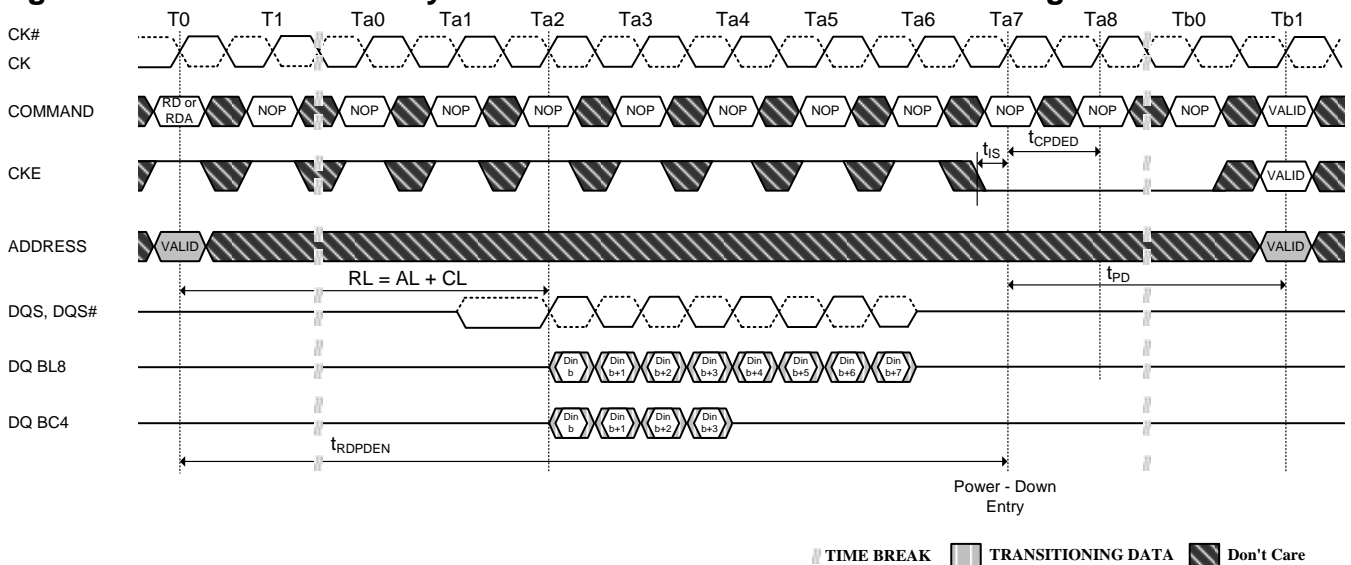 T0 T1 Ta0 Ta1 Ta2 Ta3 Ta4 Ta5 Ta6 Ta7 Ta8 Tb0 Tb1
CK#
CK
COMMAND
RD or
RDA
NOP NOP NOP NOP NOP NOP NOP NOP NOP NOP NOP VALID
CKE
tIS
tCPDED
VALID
ADDRESS
VALID VALID
RL = AL + CL
tPD
DQS, DQS#
DQ BL8
Din Din Din Din Din Din Din Din
b b+1 b+2 b+3 b+4 b+5 b+6 b+7
DQ BC4
Din Din Din Din
b b+1 b+2 b+3
tRDPDEN
Power - Down
Entry
TIME BREAK TRANSITIONING DATA Don't Care